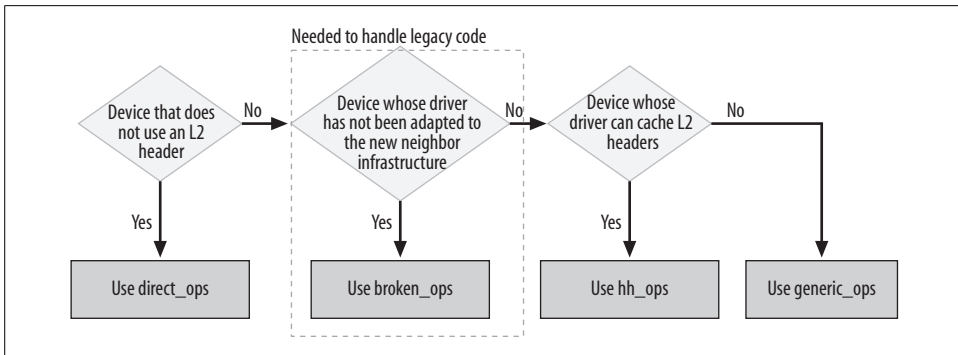 Needed to handle legacy code
Device that does
not use an L2
header
No
Device whose driver
has not been adapted to
the new neighbor
infrastructure
No
Device whose
driver can cache L2
headers
No
Yes
Yes
Yes
Use direct_ops
Use broken_ops
Use hh_ops
Use generic_ops